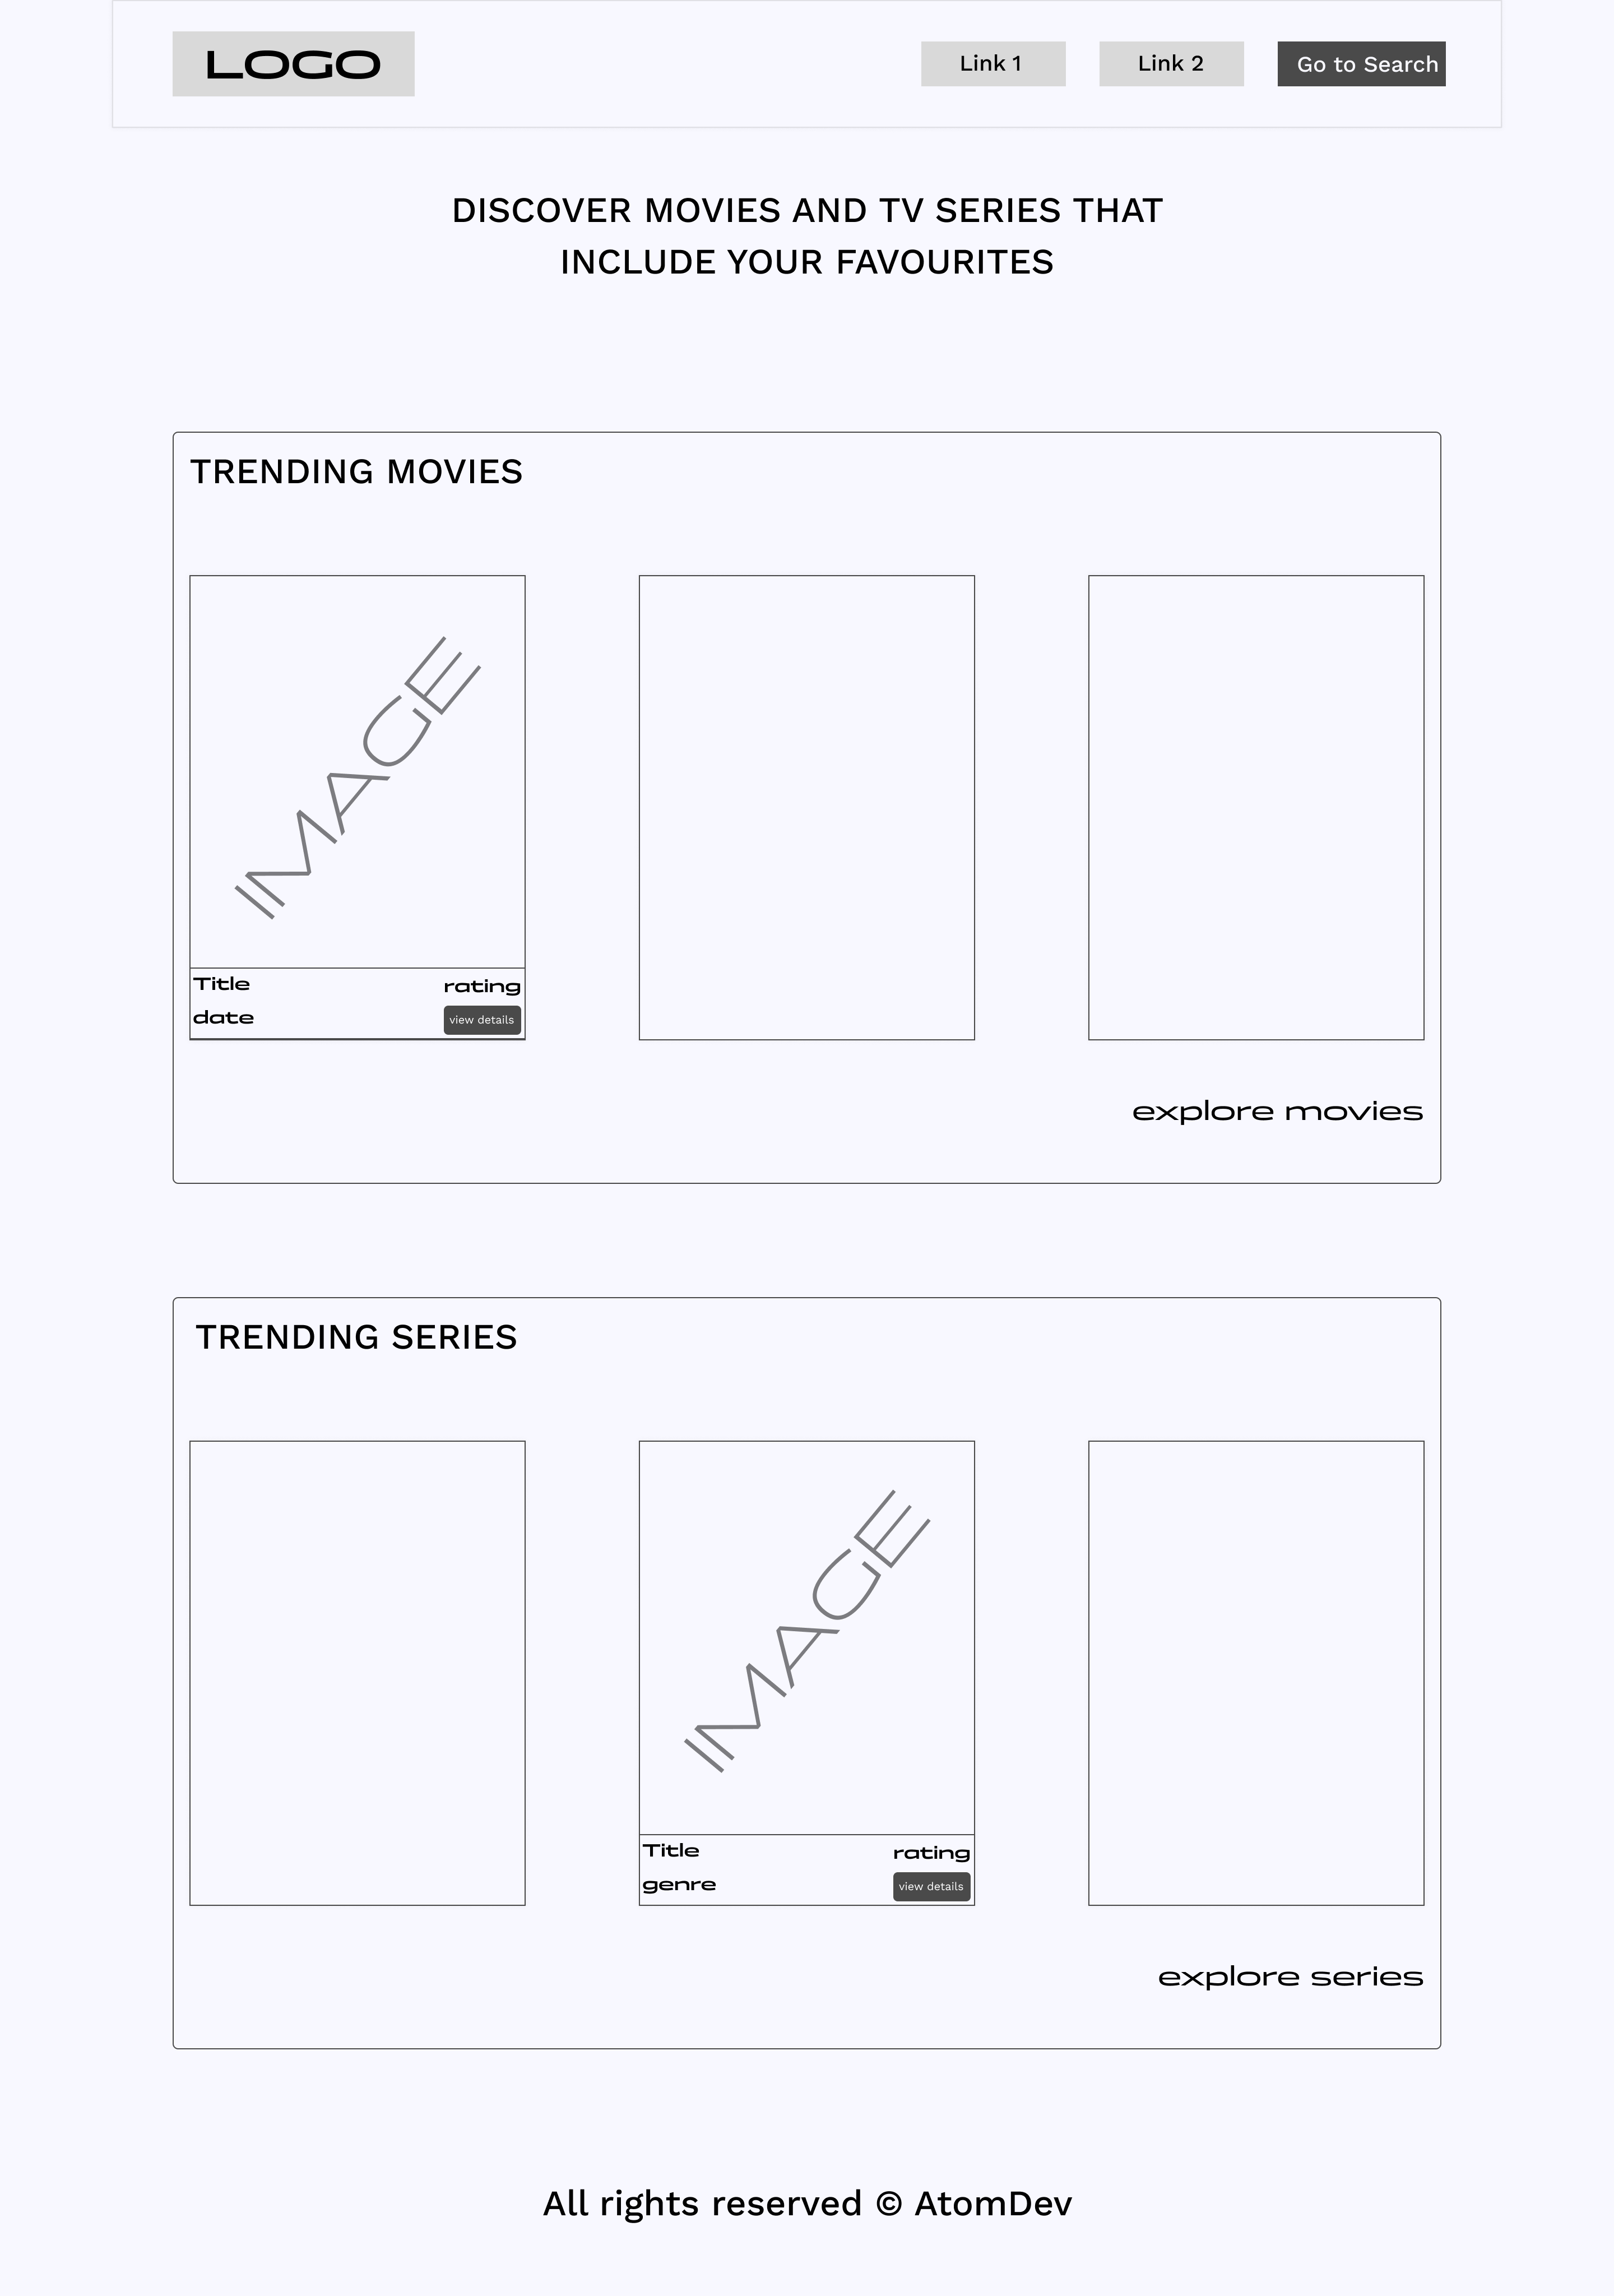 LOGO
Link 1
Link 2
Go to Search
DISCOVER MOVIES AND TV SERIES THAT
INCLUDE YOUR FAVOURITES
TRENDING MOVIES
IMAGE
Title
rating
date
view details
explore movies
TRENDING SERIES
IMAGE
Title
rating
genre
view details
explore series
All rights reserved © AtomDev